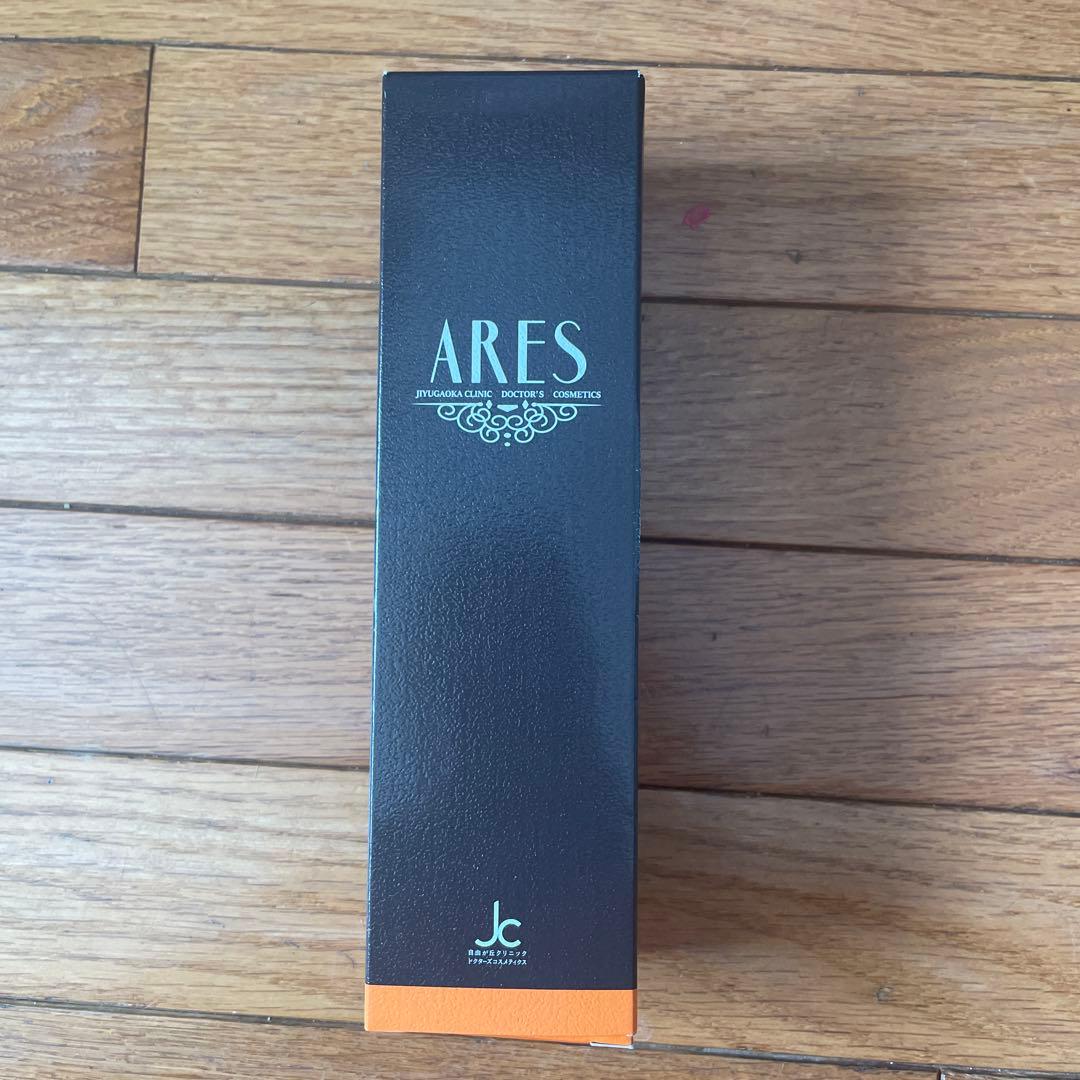 ARES
JIYUGAOKA CLINIC DOCTOR'S COSMETICS
Jc
自由が丘クリニック
ドクターズコスメティクス